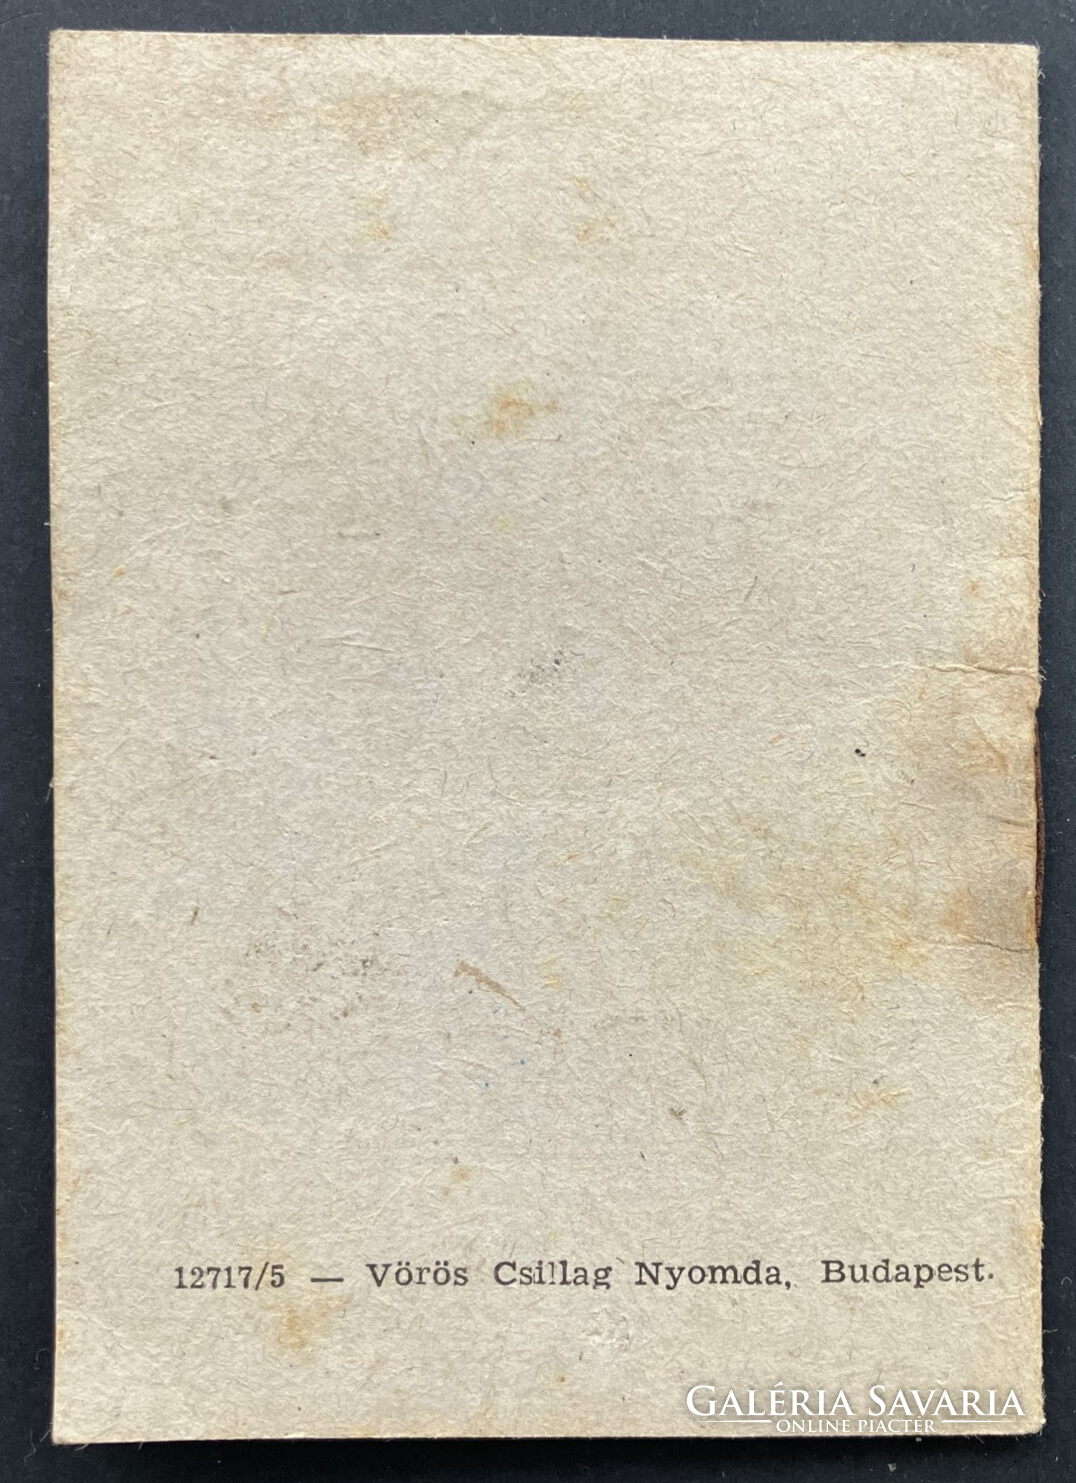 12717/5 — Vörös Csillag Nyomda, Budapest.
GALÉRIA SAVARIA
ONLINE PIACTÉR